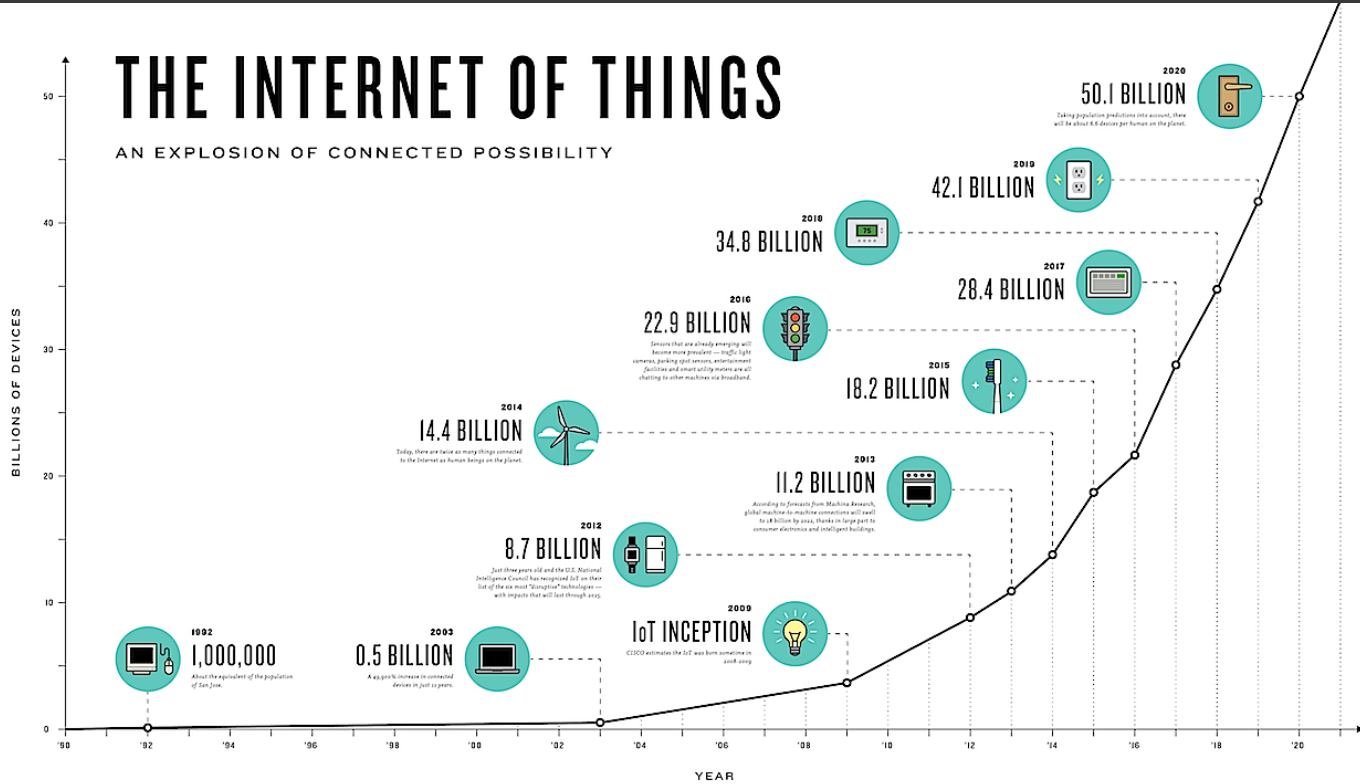 THE INTERNET OF THINGS
AN EXPLOSION OF CONNECTED POSSIBILITY
BILLIONS OF DEVICES
50
40
30
20
10
0
2020
50.1 BILLION
Taking population predictions into account, there
will be about 6.6 devices per human on the planet.
2019
42.1 BILLION
2018
34.8 BILLION
75
2017
28.4 BILLION
2016
22.9 BILLION
Sensors that are already emerging will
become more prevalent — traffic light
cameras, parking spot sensors, entertainment
facilities and smart utility meters are all
chatting to other machines via broadband.
2015
18.2 BILLION
2014
14.4 BILLION
Today, there are twice as many things connected
to the Internet as human beings on the planet.
2013
11.2 BILLION
According to forecasts from Machina Research,
global machine-to-machine connections will swell
to 18 billion by 2022, thanks in large part to
consumer electronics and intelligent buildings.
2012
8.7 BILLION
Just three years old and the U.S. National
Intelligence Council has recognized IoT on their
list of the six most "disruptive" technologies —
with impacts that will last through 2025.
2009
IoT INCEPTION
CISCO estimates the IoT was born sometime in
2008-2009
2003
0.5 BILLION
A 49,900% increase in connected
devices in just 11 years.
1992
1,000,000
About the equivalent of the population
of San Jose.
'90 '92 '94 '96 '98 '00 '02 '04 '06 '08 '10 '12 '14 '16 '18 '20
YEAR